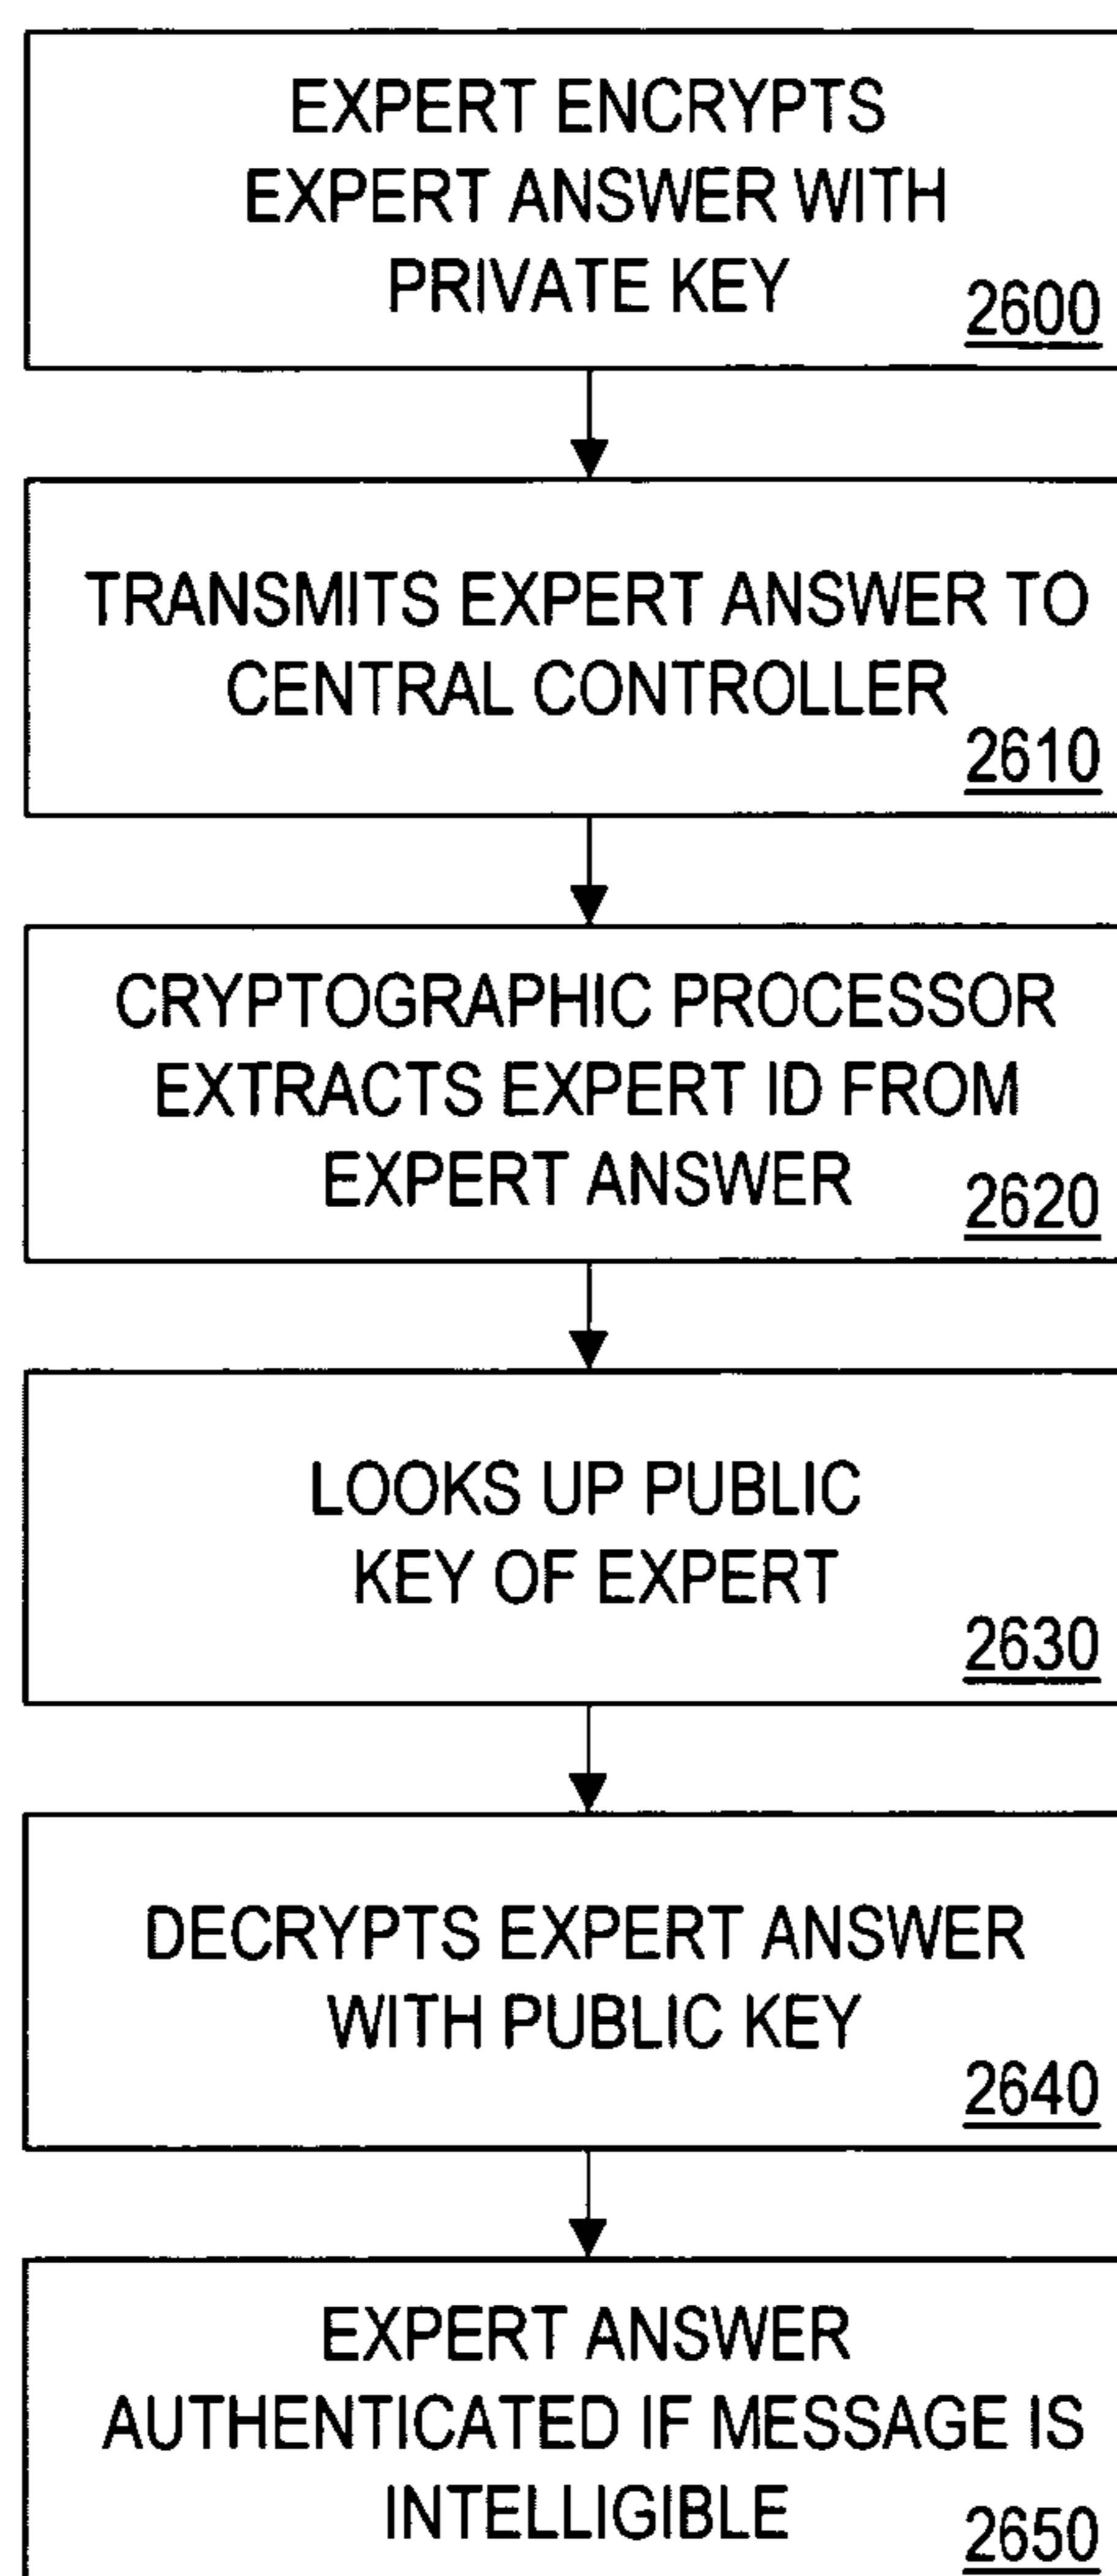 EXPERT ENCRYPTS
EXPERT ANSWER WITH
PRIVATE KEY
2600
TRANSMITS EXPERT ANSWER TO
CENTRAL CONTROLLER
2610
CRYPTOGRAPHIC PROCESSOR
EXTRACTS EXPERT ID FROM
EXPERT ANSWER
2620
LOOKS UP PUBLIC
KEY OF EXPERT
2630
DECRYPTS EXPERT ANSWER
WITH PUBLIC KEY
2640
EXPERT ANSWER
AUTHENTICATED IF MESSAGE IS
INTELLIGIBLE
2650